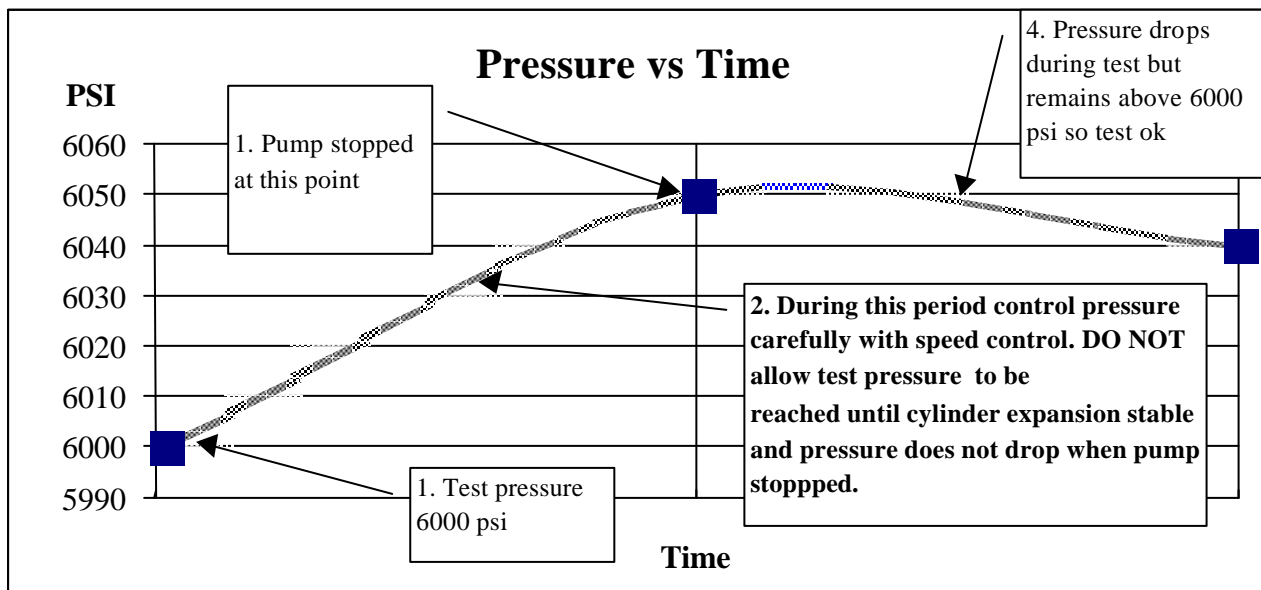 Pressure vs Time
PSI
6060
6050
6040
6030
6020
6010
6000
5990
1. Pump stopped
at this point
4. Pressure drops
during test but
remains above 6000
psi so test ok
2. During this period control pressure
carefully with speed control. DO NOT
allow test pressure to be
reached until cylinder expansion stable
and pressure does not drop when pump
stoppped.
1. Test pressure
6000 psi
Time